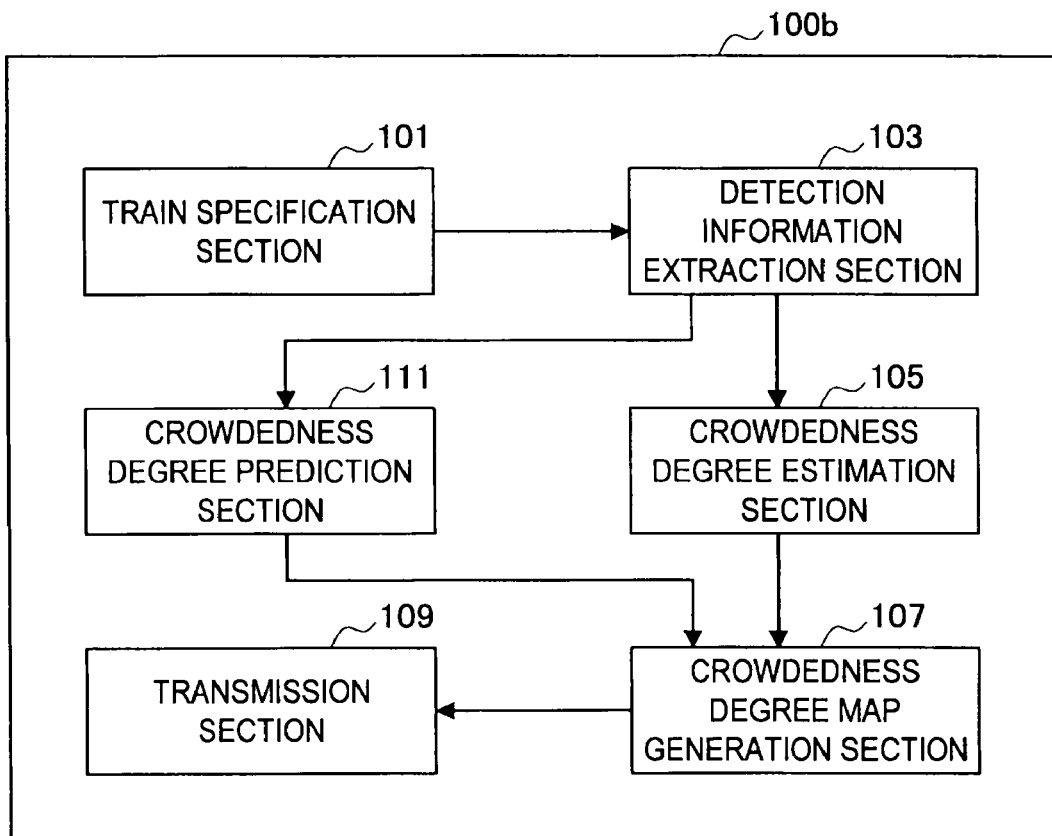 100b
101
TRAIN SPECIFICATION
SECTION
103
DETECTION
INFORMATION
EXTRACTION SECTION
111
CROWDEDNESS
DEGREE PREDICTION
SECTION
105
CROWDEDNESS
DEGREE ESTIMATION
SECTION
109
TRANSMISSION
SECTION
107
CROWDEDNESS
DEGREE MAP
GENERATION SECTION